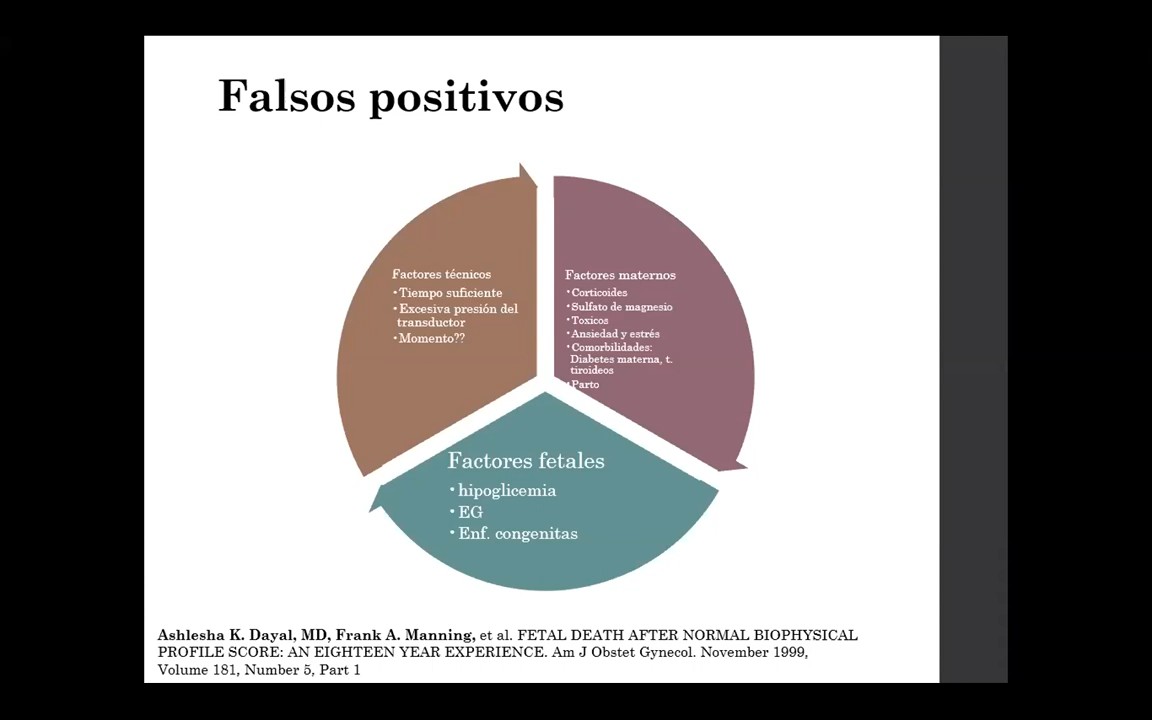 Falsos positivos
Factores técnicos
•Tiempo suficiente
•Excesiva presión del
transductor
•Momento??
Factores maternos
•Corticoides
•Sulfato de magnesio
•Toxicos
•Ansiedad y estrés
•Comorbilidades:
Diabetes materna, t.
tiroideos
•Parto
Factores fetales
•hipoglicemia
•EG
•Enf. congenitas
Ashlesha K. Dayal, MD, Frank A. Manning, et al. FETAL DEATH AFTER NORMAL BIOPHYSICAL
PROFILE SCORE: AN EIGHTEEN YEAR EXPERIENCE. Am J Obstet Gynecol. November 1999,
Volume 181, Number 5, Part 1